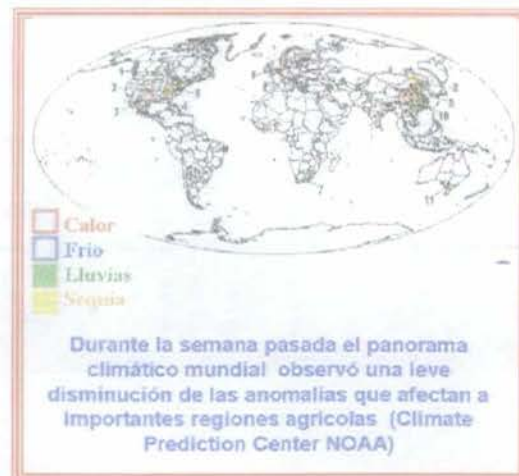 Calor
Frío
Lluvias
Sequía
Durante la semana pasada el panorama
climático mundial observó una leve
disminución de las anomalías que afectan a
importantes regiones agrícolas (Climate
Prediction Center NOAA)